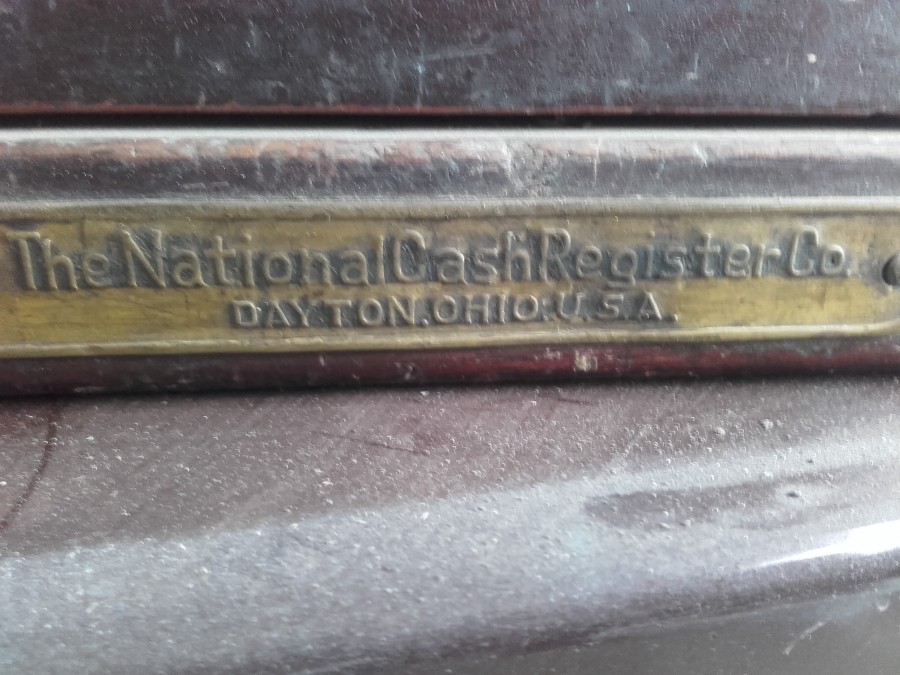 The National Cash Register Co.
DAYTON, OHIO, U.S.A.